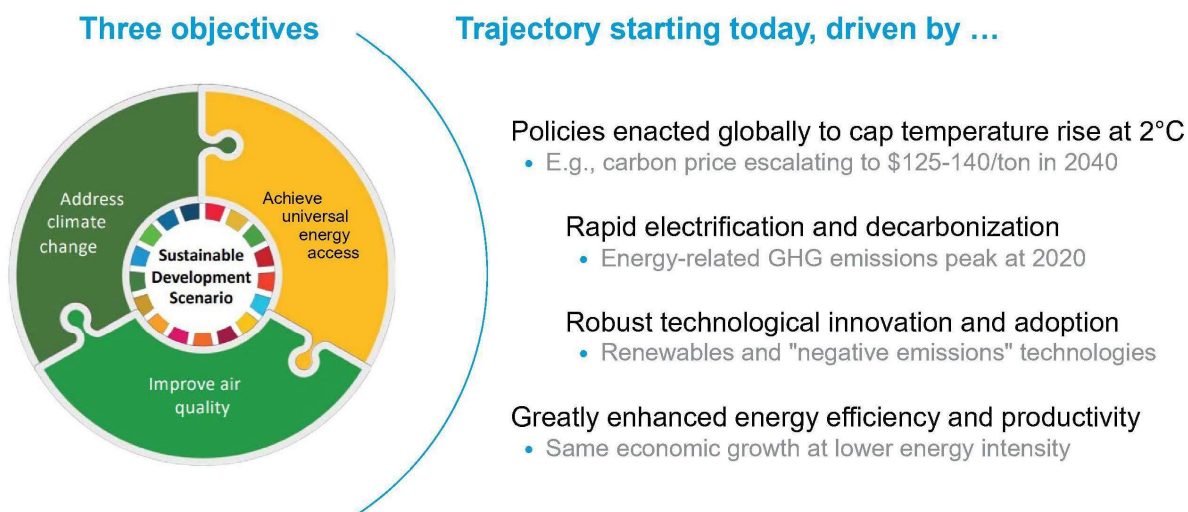 Three objectives
Address
climate
change
Achieve
universal
energy
access
Sustainable
Development
Scenario
Improve air
quality
Trajectory starting today, driven by …
Policies enacted globally to cap temperature rise at 2°C
• E.g., carbon price escalating to $125-140/ton in 2040
Rapid electrification and decarbonization
• Energy-related GHG emissions peak at 2020
Robust technological innovation and adoption
• Renewables and "negative emissions" technologies
Greatly enhanced energy efficiency and productivity
• Same economic growth at lower energy intensity